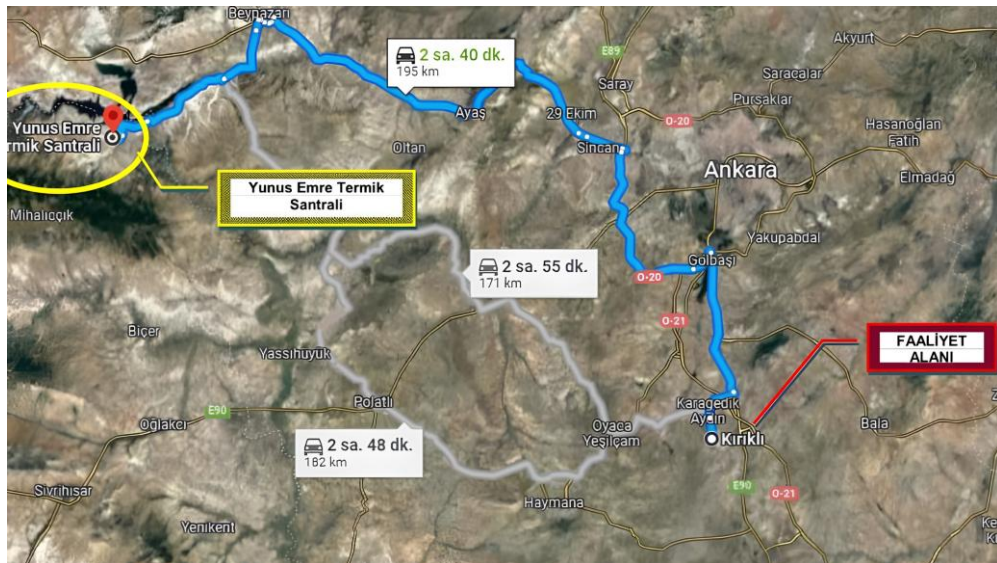 Beypazarı
Akyurt
2 sa. 40 dk.
195 km
E89
Saray
Saracalar
Pursaklar
Ayaş
29 Ekim
O-20
Hasanoğlan
Fatih
Yunus Emre
rmik Santrali
Oltan
Sincan
Ankara
Elmadağ
Yunus Emre Termik
Santrali
Mihalıccık
Yakupabdal
Gölbaşı
2 sa. 55 dk.
171 km
O-20
O-21
Biçer
Yassıhüyük
FAALİYET
ALANI
Polatlı
Karagedik
Aydın
E90
Oğlakcı
Oyaca
Yeşilçam
Kırıklı
Bala
2 sa. 48 dk.
182 km
Sivrihisar
Haymana
E90
O-21
Yenikent